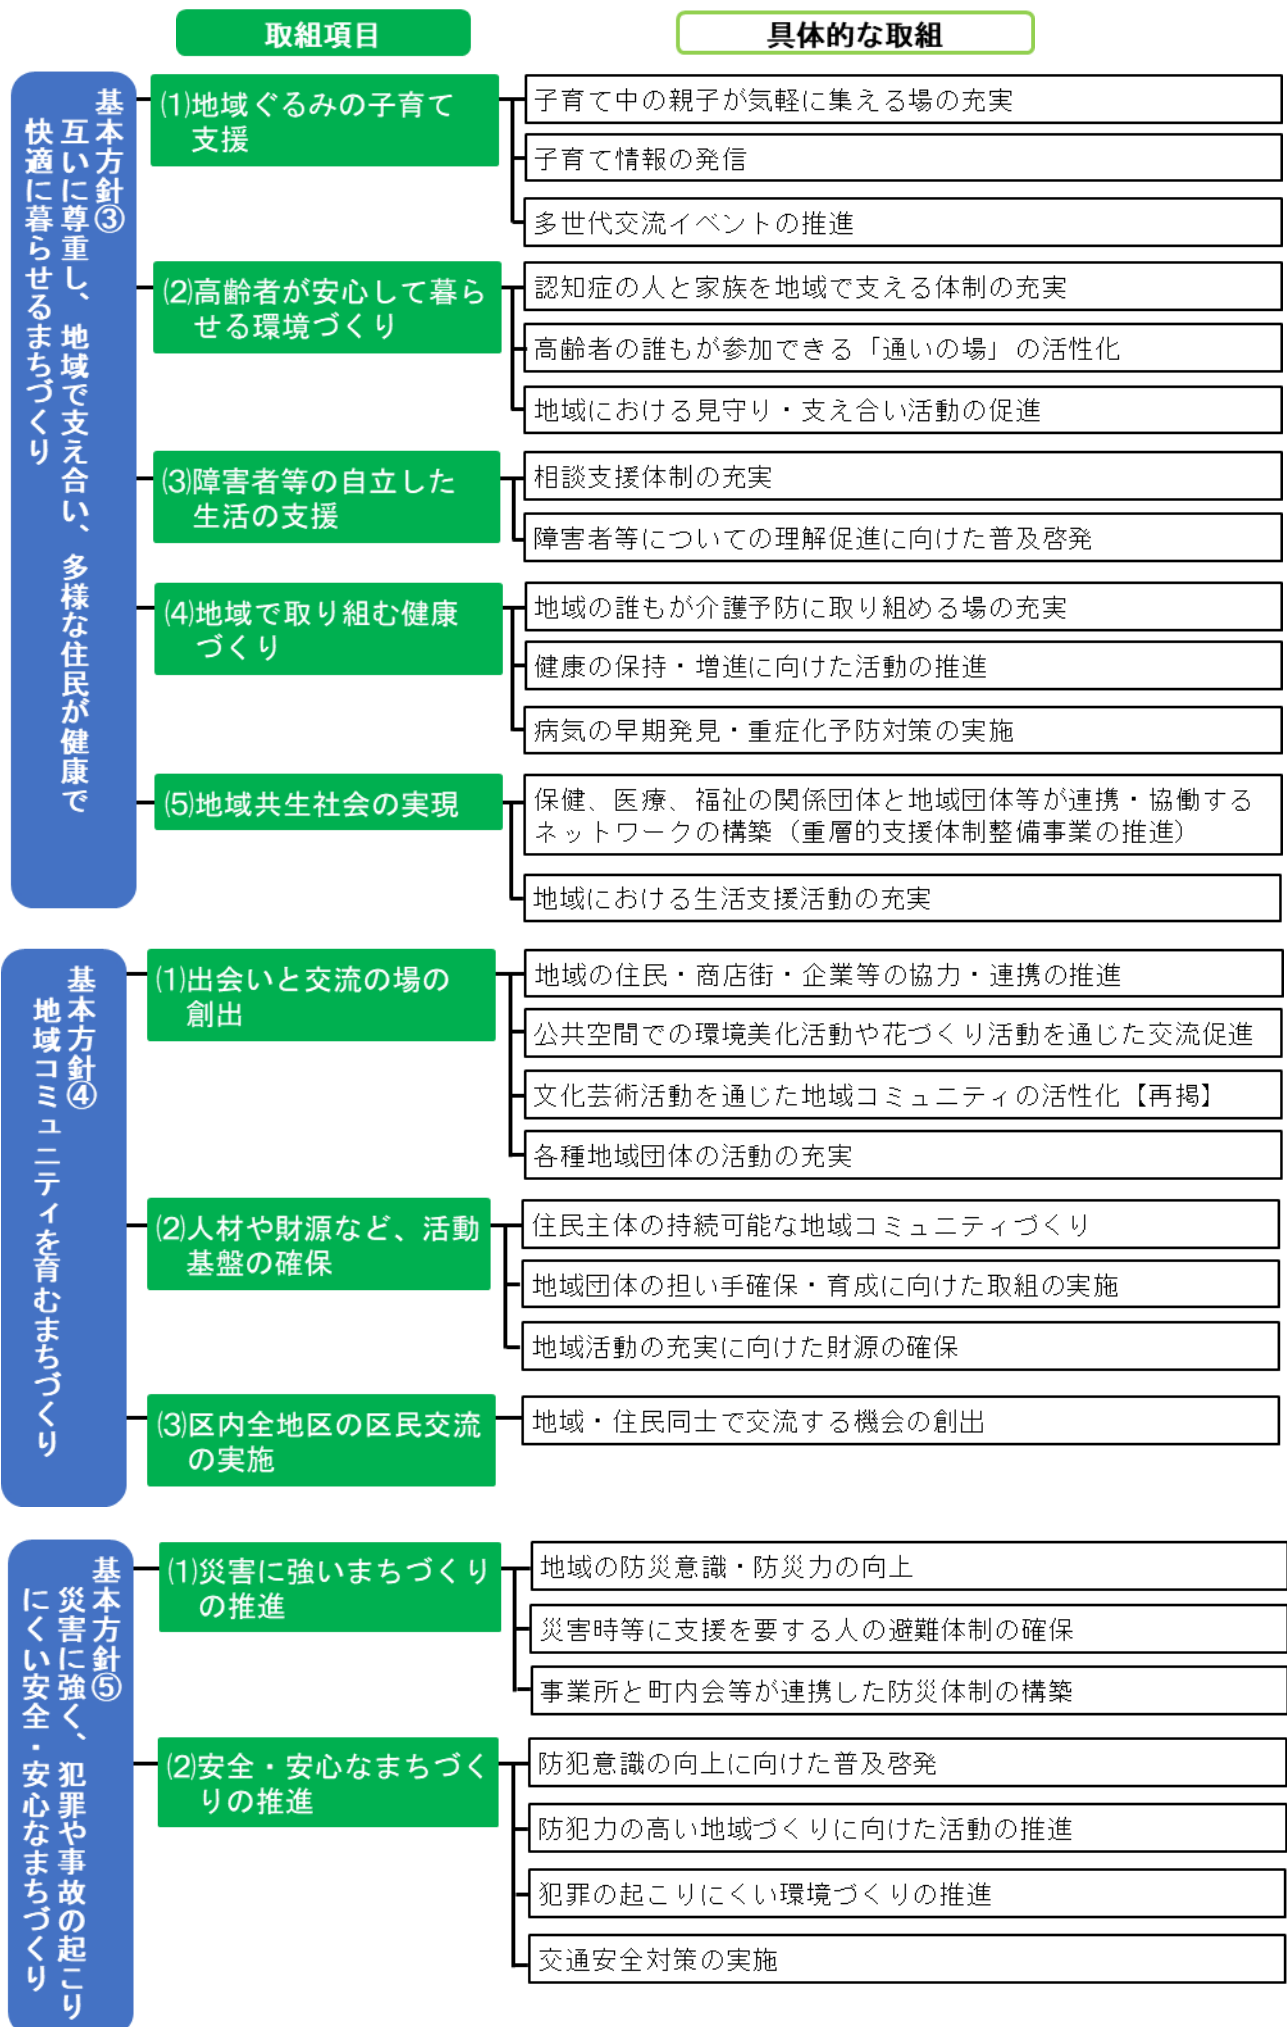 取組項目
具体的な取組
基本方針③
互いに尊重し、地域で支え合い、多様な住民が健康で
快適に暮らせるまちづくり
⑴地域ぐるみの子育て
支援
子育て中の親子が気軽に集える場の充実
子育て情報の発信
多世代交流イベントの推進
⑵高齢者が安心して暮ら
せる環境づくり
認知症の人と家族を地域で支える体制の充実
高齢者の誰もが参加できる「通いの場」の活性化
地域における見守り・支え合い活動の促進
⑶障害者等の自立した
生活の支援
相談支援体制の充実
障害者等についての理解促進に向けた普及啓発
⑷地域で取り組む健康
づくり
地域の誰もが介護予防に取り組める場の充実
健康の保持・増進に向けた活動の推進
病気の早期発見・重症化予防対策の実施
⑸地域共生社会の実現
保健、医療、福祉の関係団体と地域団体等が連携・協働する
ネットワークの構築（重層的支援体制整備事業の推進）
地域における生活支援活動の充実
基本方針④
地域コミュニティを育むまちづくり
⑴出会いと交流の場の
創出
地域の住民・商店街・企業等の協力・連携の推進
公共空間での環境美化活動や花づくり活動を通じた交流促進
文化芸術活動を通じた地域コミュニティの活性化【再掲】
各種地域団体の活動の充実
⑵人材や財源など、活動
基盤の確保
住民主体の持続可能な地域コミュニティづくり
地域団体の担い手確保・育成に向けた取組の実施
地域活動の充実に向けた財源の確保
⑶区内全地区の区民交流
の実施
地域・住民同士で交流する機会の創出
基本方針⑤
災害に強く、犯罪や事故の起こり
にくい安全・安心なまちづくり
⑴災害に強いまちづくり
の推進
地域の防災意識・防災力の向上
災害時等に支援を要する人の避難体制の確保
事業所と町内会等が連携した防災体制の構築
⑵安全・安心なまちづく
りの推進
防犯意識の向上に向けた普及啓発
防犯力の高い地域づくりに向けた活動の推進
犯罪の起こりにくい環境づくりの推進
交通安全対策の実施